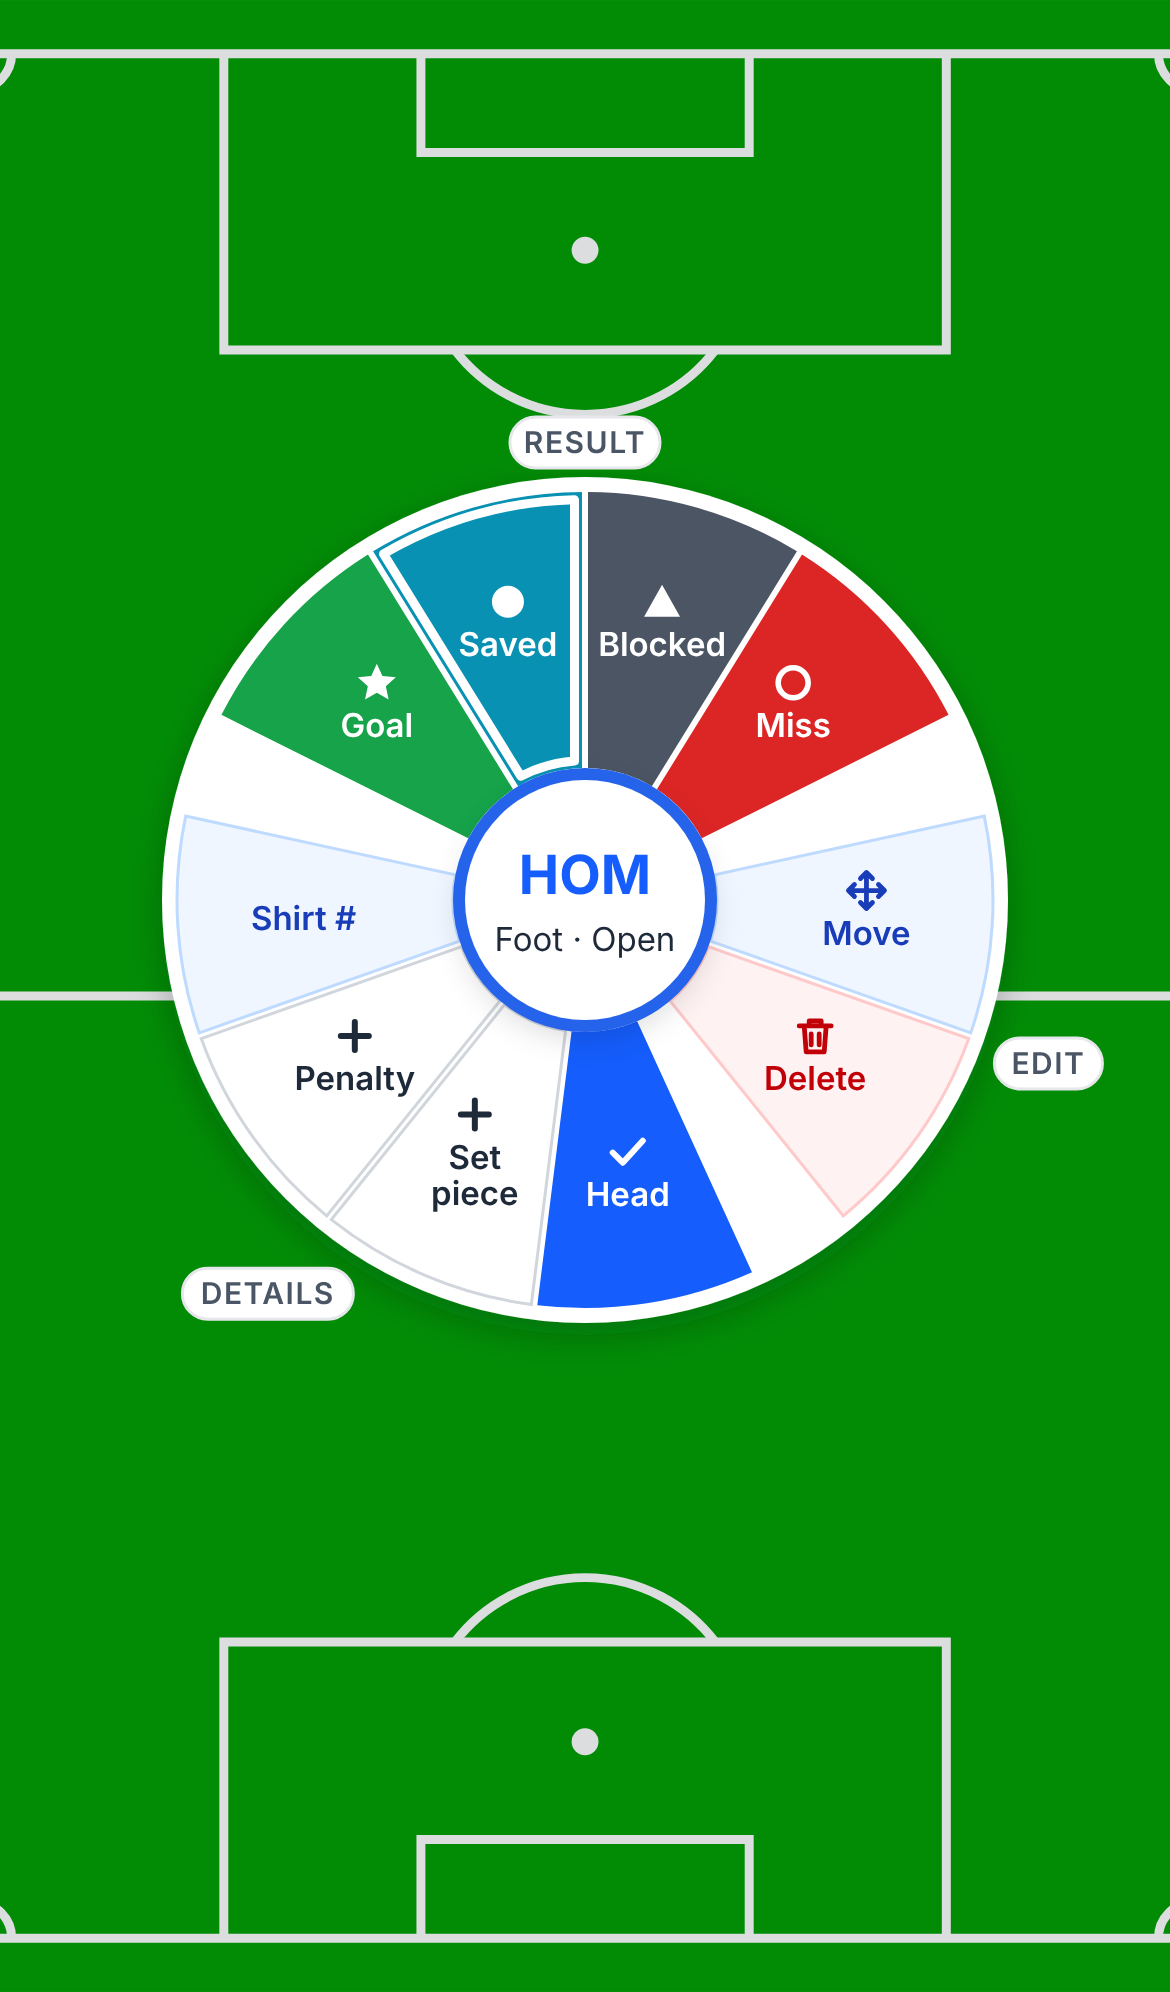 RESULT
Saved
Blocked
Goal
Miss
HOM
Foot · Open
Shirt #
Move
Penalty
Delete
EDIT
Set
piece
Head
DETAILS